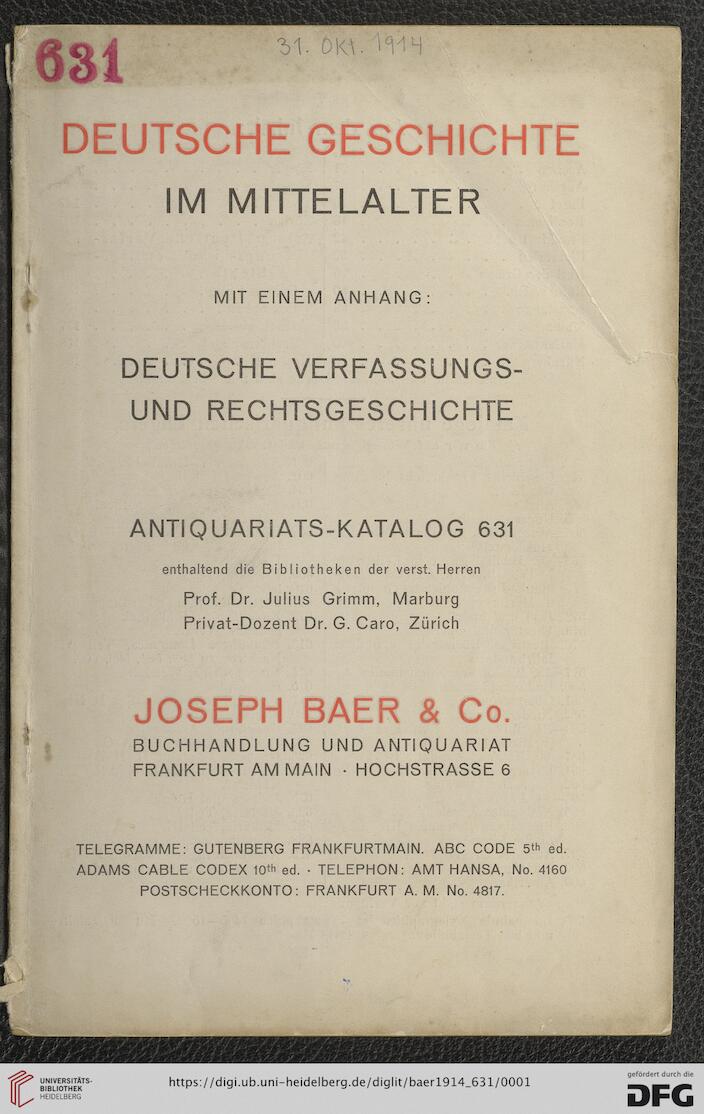 631
31. Okt. 1914
DEUTSCHE GESCHICHTE
IM MITTELALTER
MIT EINEM ANHANG:
DEUTSCHE VERFASSUNGS-
UND RECHTSGESCHICHTE
ANTIQUARIATS-KATALOG 631
enthaltend die Bibliotheken der verst. Herren
Prof. Dr. Julius Grimm, Marburg
Privat-Dozent Dr. G. Caro, Zürich
JOSEPH BAER & Co.
BUCHHANDLUNG UND ANTIQUARIAT
FRANKFURT AM MAIN · HOCHSTRASSE 6
TELEGRAMME: GUTENBERG FRANKFURTMAIN. ABC CODE 5th ed.
ADAMS CABLE CODEX 10th ed. · TELEPHON: AMT HANSA, No. 4160
POSTSCHECKKONTO: FRANKFURT A. M. No. 4817.
UNIVERSITÄTS-
BIBLIOTHEK
HEIDELBERG
https://digi.ub.uni-heidelberg.de/diglit/baer1914_631/0001
gefördert durch die
DFG